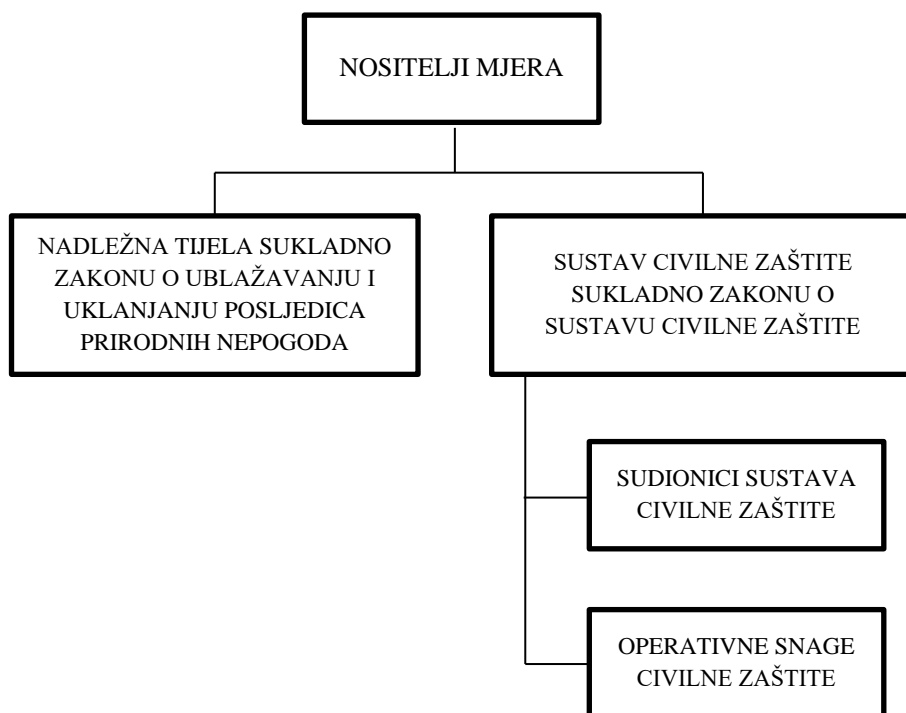 NOSITELJI MJERA
NADLEŽNA TIJELA SUKLADNO
ZAKONU O UBLAŽAVANJU I
UKLANJANJU POSLJEDICA
PRIRODNIH NEPOGODA
SUSTAV CIVILNE ZAŠTITE
SUKLADNO ZAKONU O
SUSTAVU CIVILNE ZAŠTITE
SUDIONICI SUSTAVA
CIVILNE ZAŠTITE
OPERATIVNE SNAGE
CIVILNE ZAŠTITE